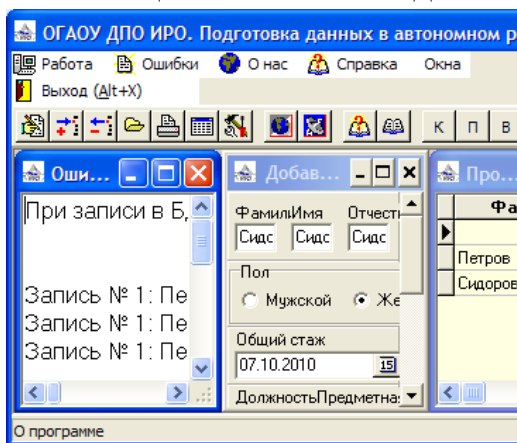 ОГАОУ ДПО ИРО. Подготовка данных в автономном р
Работа Ошибки О нас Справка Окна
Выход (Alt+X)
К П В
Оши... Добав... Про...
При записи в Б,
Запись № 1: Пе
Запись № 1: Пе
Запись № 1: Пе
Фамилия Имя Отчест
Сидс Сидс Сидс
Пол
Мужской Же
Общий стаж
07.10.2010 15
Должность Предметна
Фа
Петров
Сидоров
О программе